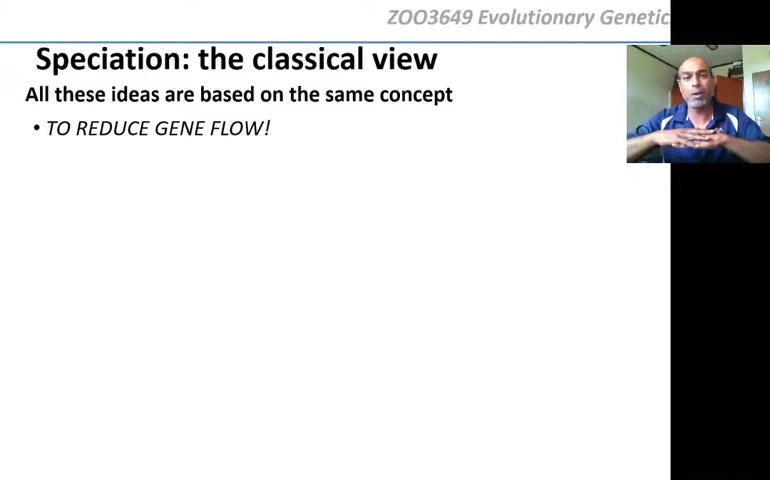 ZOO3649 Evolutionary Genetic
Speciation: the classical view
All these ideas are based on the same concept
• TO REDUCE GENE FLOW!